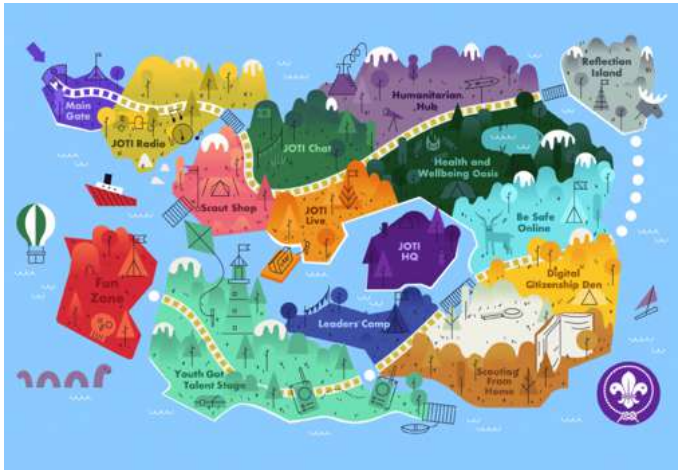 Main
Gate
JOTI Radio
JOTI Chat
Humanitarian
Hub
Reflection
Island
Scout Shop
JOTI
Live
Health and
Wellbeing Oasis
Be Safe
Online
JOTI
HQ
Fun
Zone
Digital
Citizenship Den
Leaders' Camp
Youth Got
Talent Stage
Scouting
From
Home